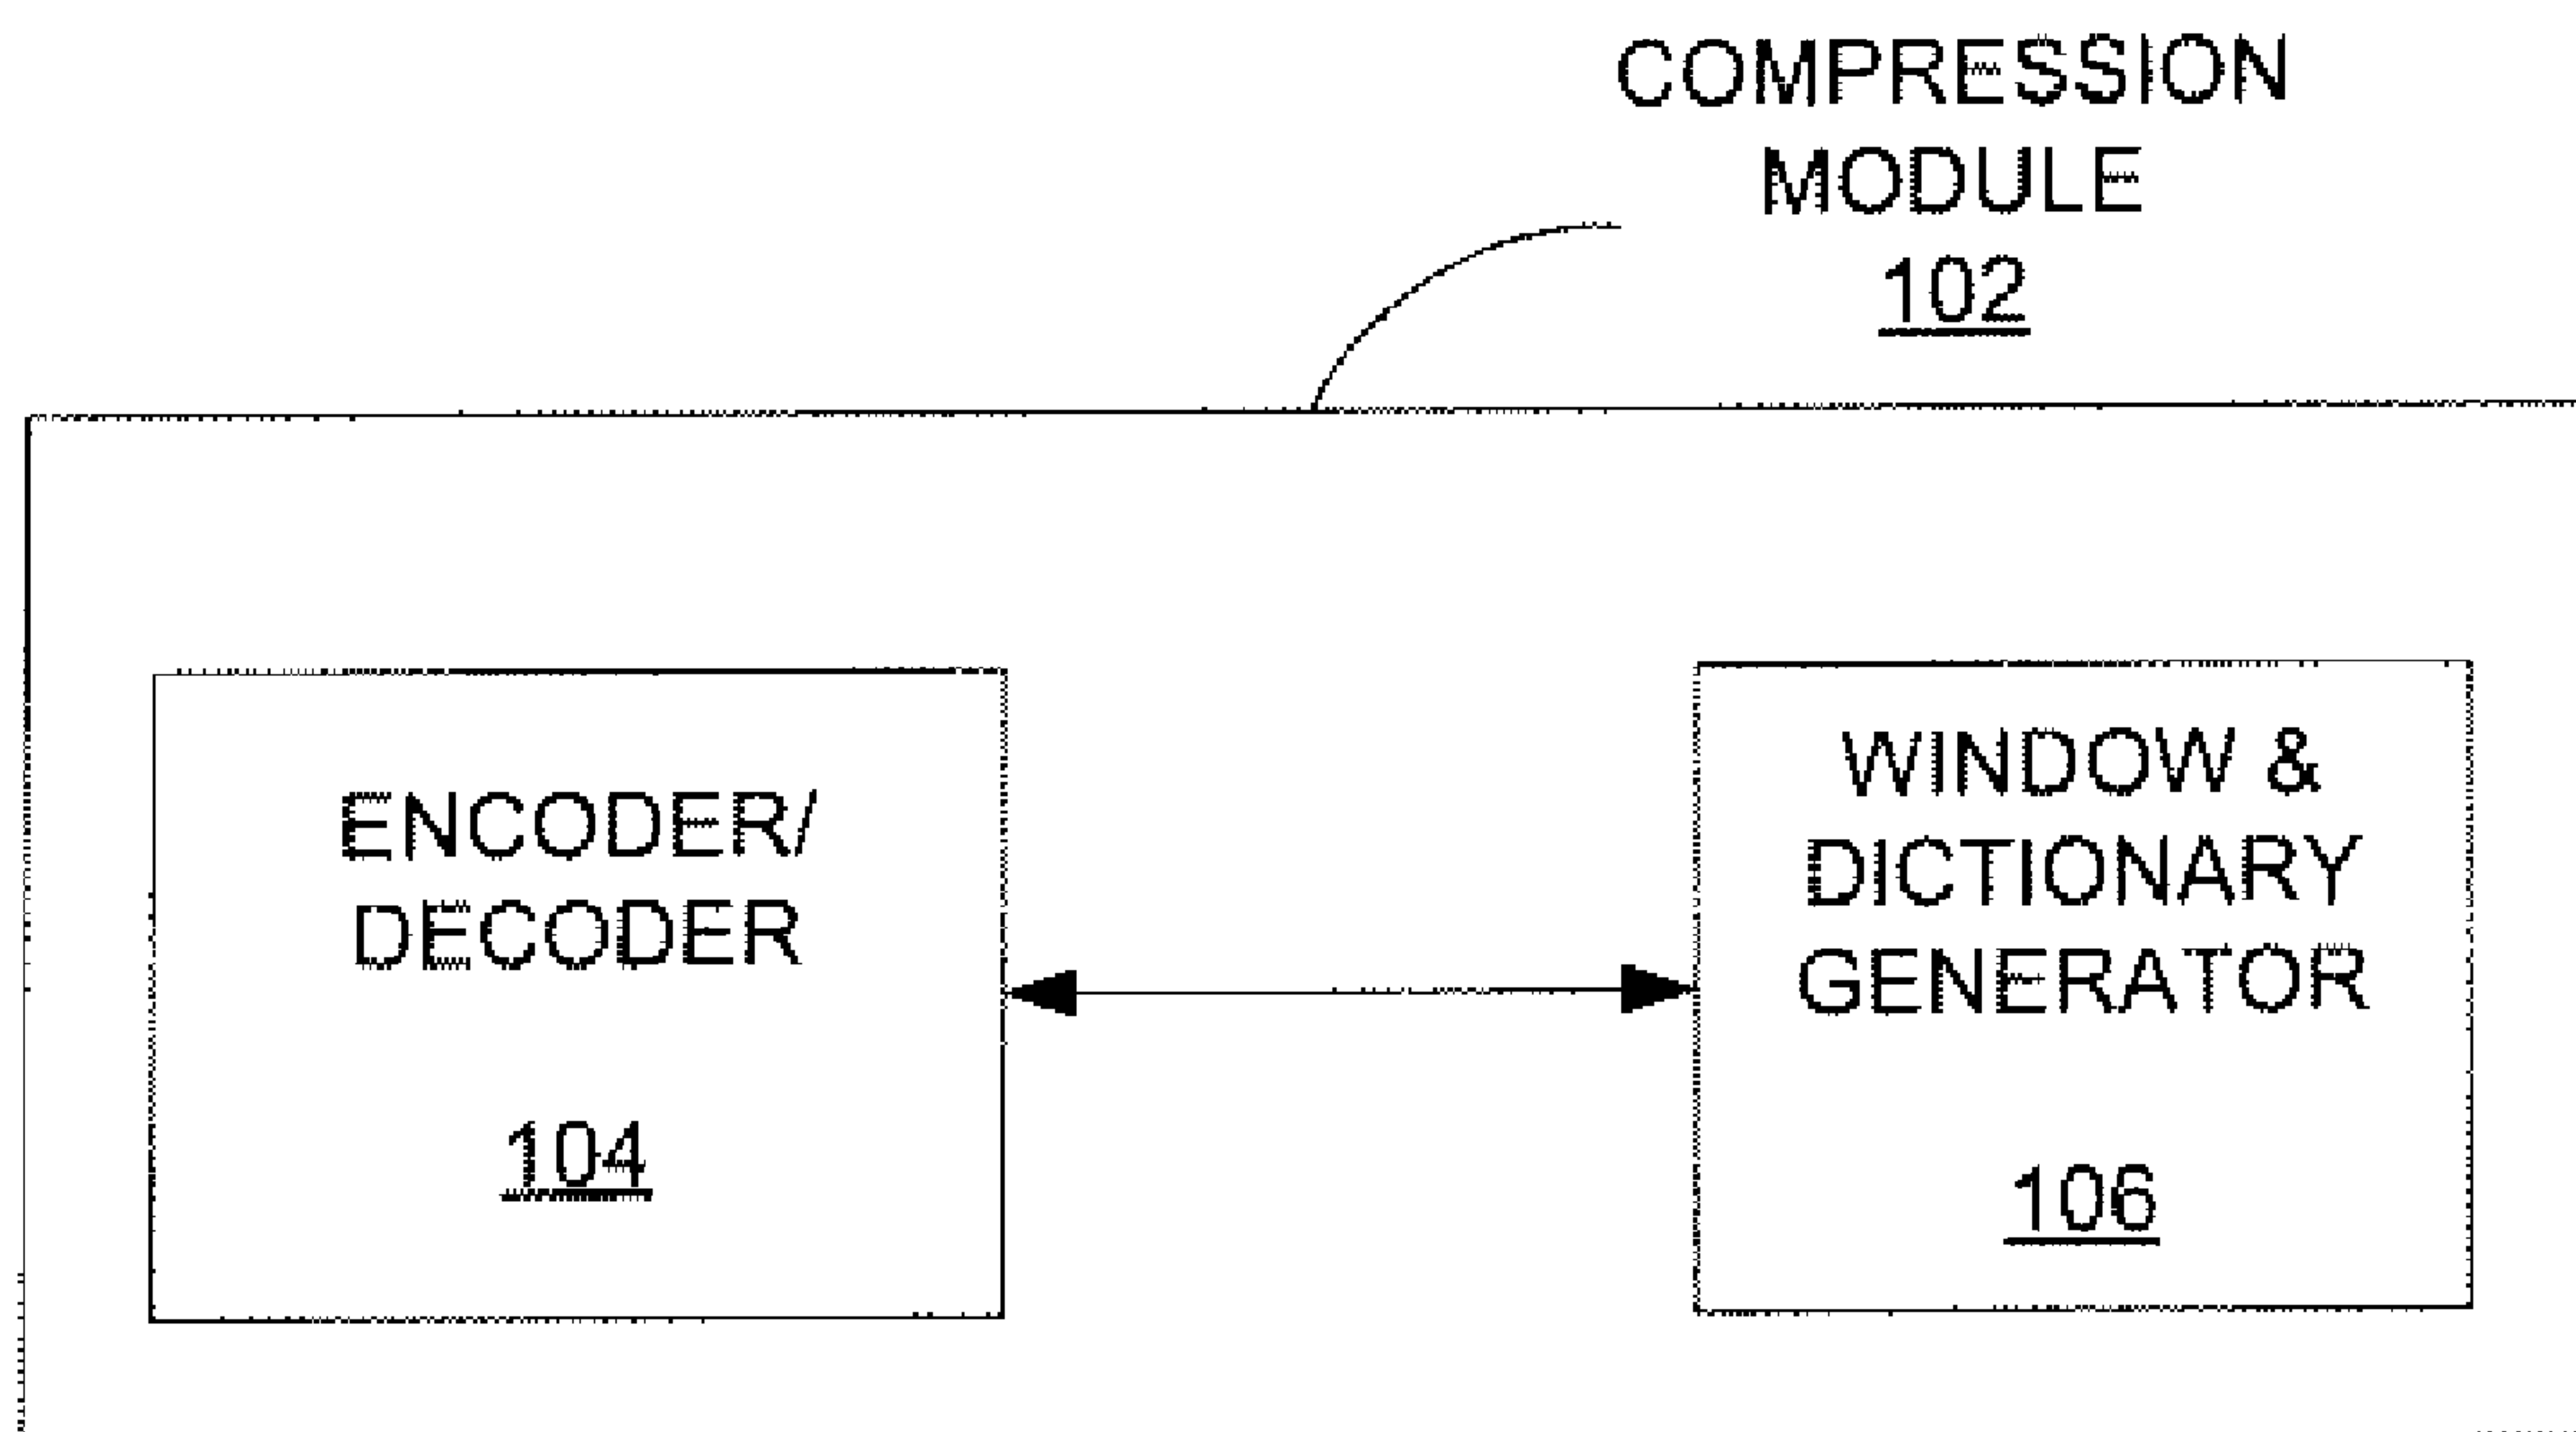 COMPRESSION
MODULE
102
ENCODER/
DECODER
104
WINDOW &
DICTIONARY
GENERATOR
106